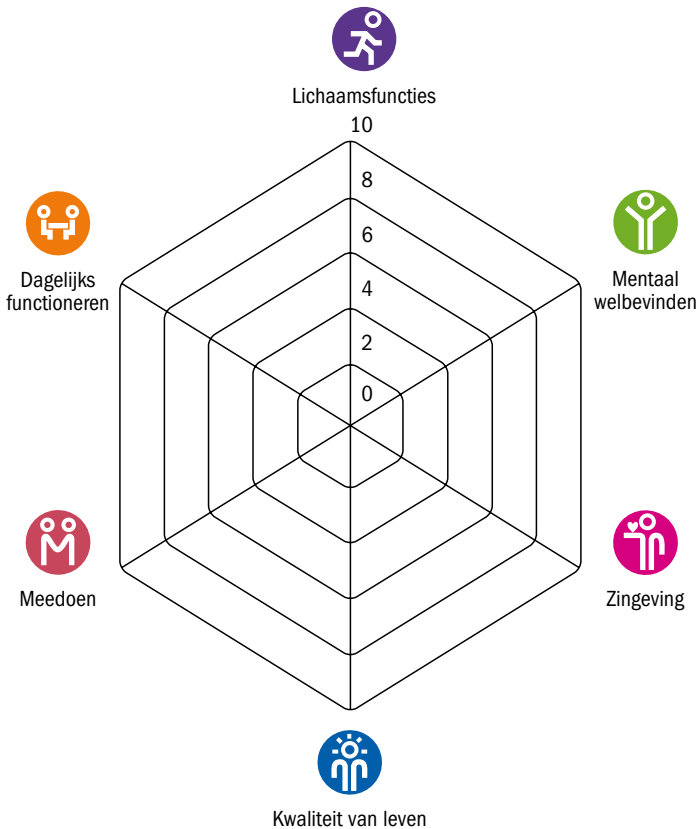 Lichaamsfuncties
10
8
6
4
2
0
Dagelijks
functioneren
Mentaal
welbevinden
Meedoen
Zingeving
Kwaliteit van leven